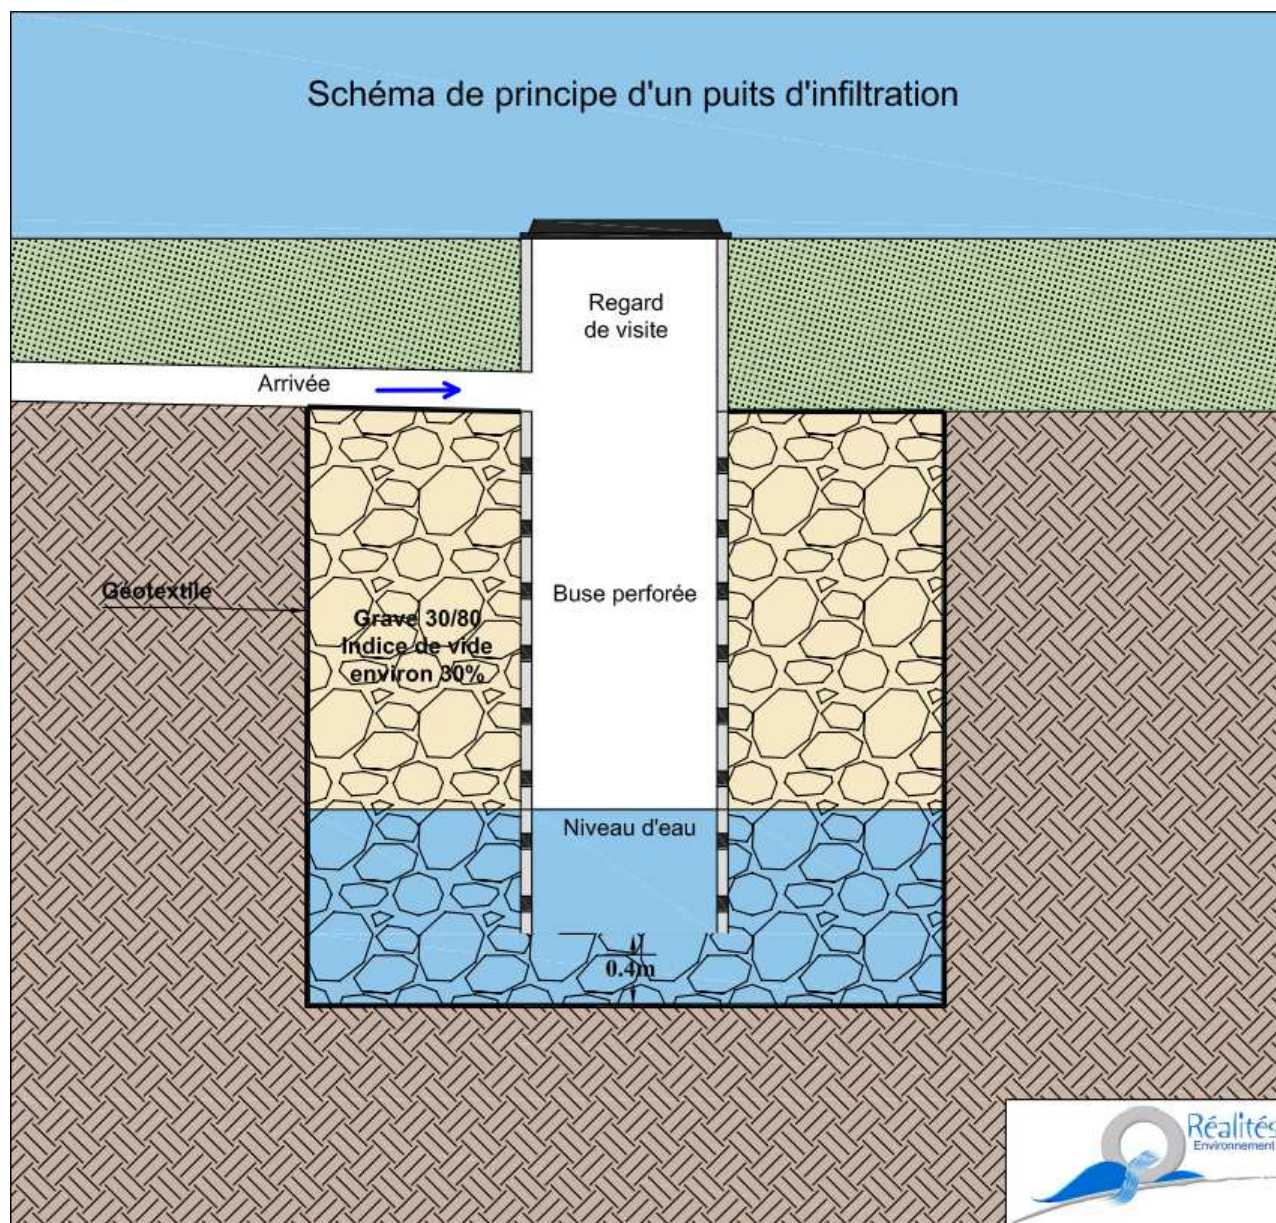 Schéma de principe d'un puits d'infiltration
Regard
de visite
Arrivée
Géotextile
Buse perforée
Grave 30/80
Indice de vide
environ 30%
Niveau d'eau
0.4m
Réalités
Environnement